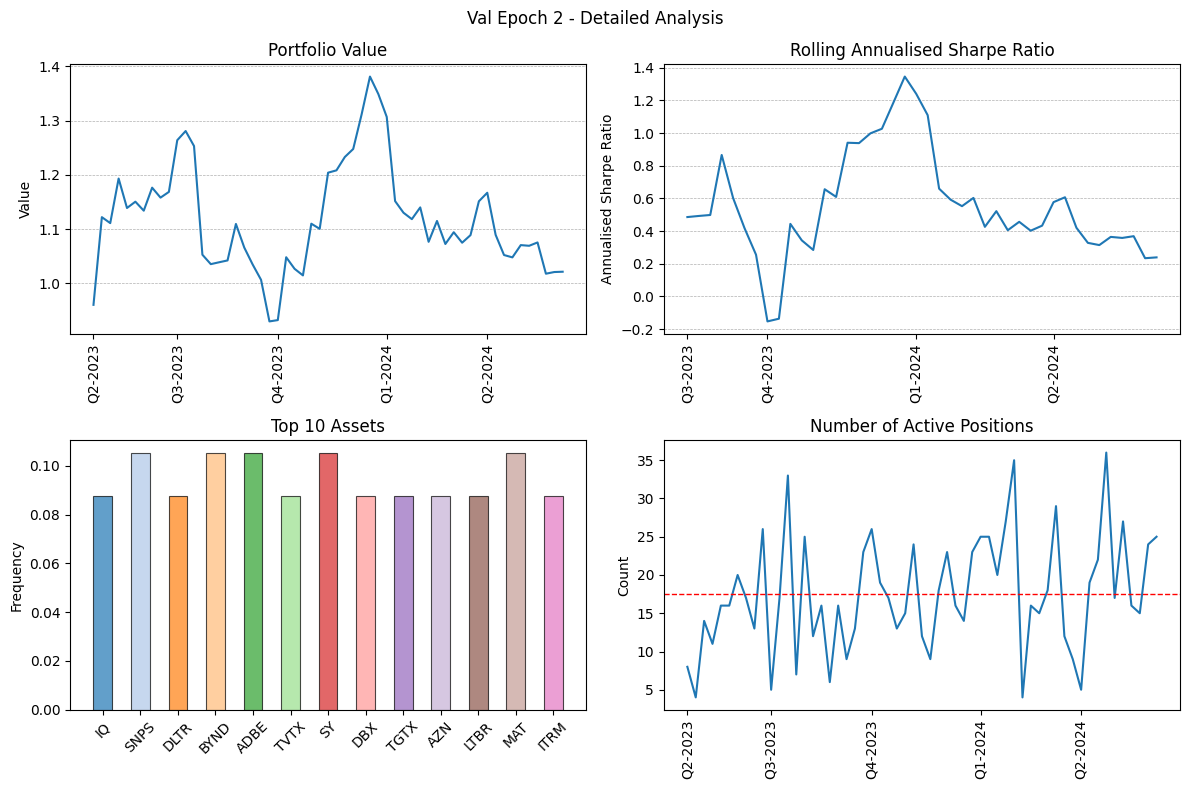 Val Epoch 2 - Detailed Analysis
Portfolio Value
Value
1.4
1.3
1.2
1.1
1.0
Q2-2023
Q3-2023
Q4-2023
Q1-2024
Q2-2024
Rolling Annualised Sharpe Ratio
Annualised Sharpe Ratio
1.4
1.2
1.0
0.8
0.6
0.4
0.2
0.0
−0.2
Q3-2023
Q4-2023
Q1-2024
Q2-2024
Top 10 Assets
Frequency
0.10
0.08
0.06
0.04
0.02
0.00
IQ
SNPS
DLTR
BYND
ADBE
TVTX
SY
DBX
TGTX
AZN
LTBR
MAT
ITRM
Number of Active Positions
Count
35
30
25
20
15
10
5
Q2-2023
Q3-2023
Q4-2023
Q1-2024
Q2-2024